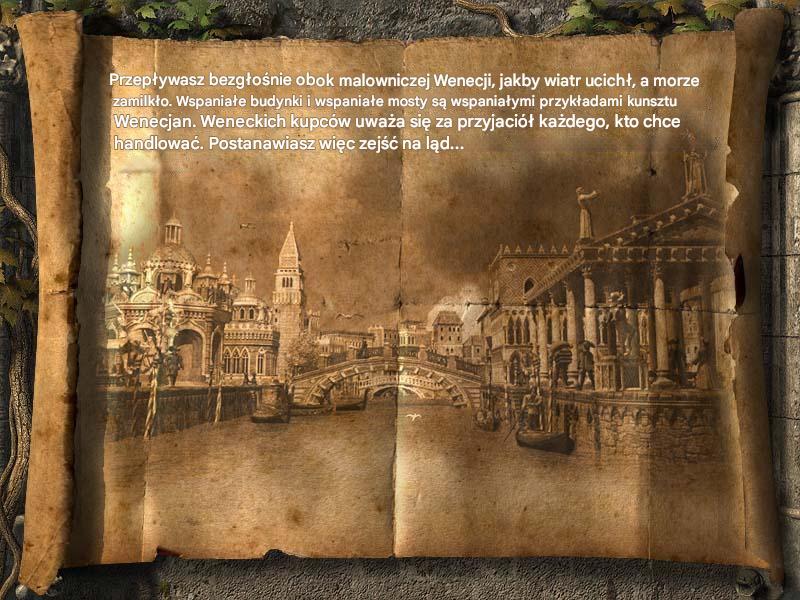 Przepływasz bezgłośnie obok malowniczej Wenecji, jakby wiatr ucichł, a morze
zamilkło. Wspaniałe budynki i wspaniałe mosty są wspaniałymi przykładami kunsztu
Wenecjan. Weneckich kupców uważa się za przyjaciół każdego, kto chce
handlować. Postanawiasz więc zejść na ląd...